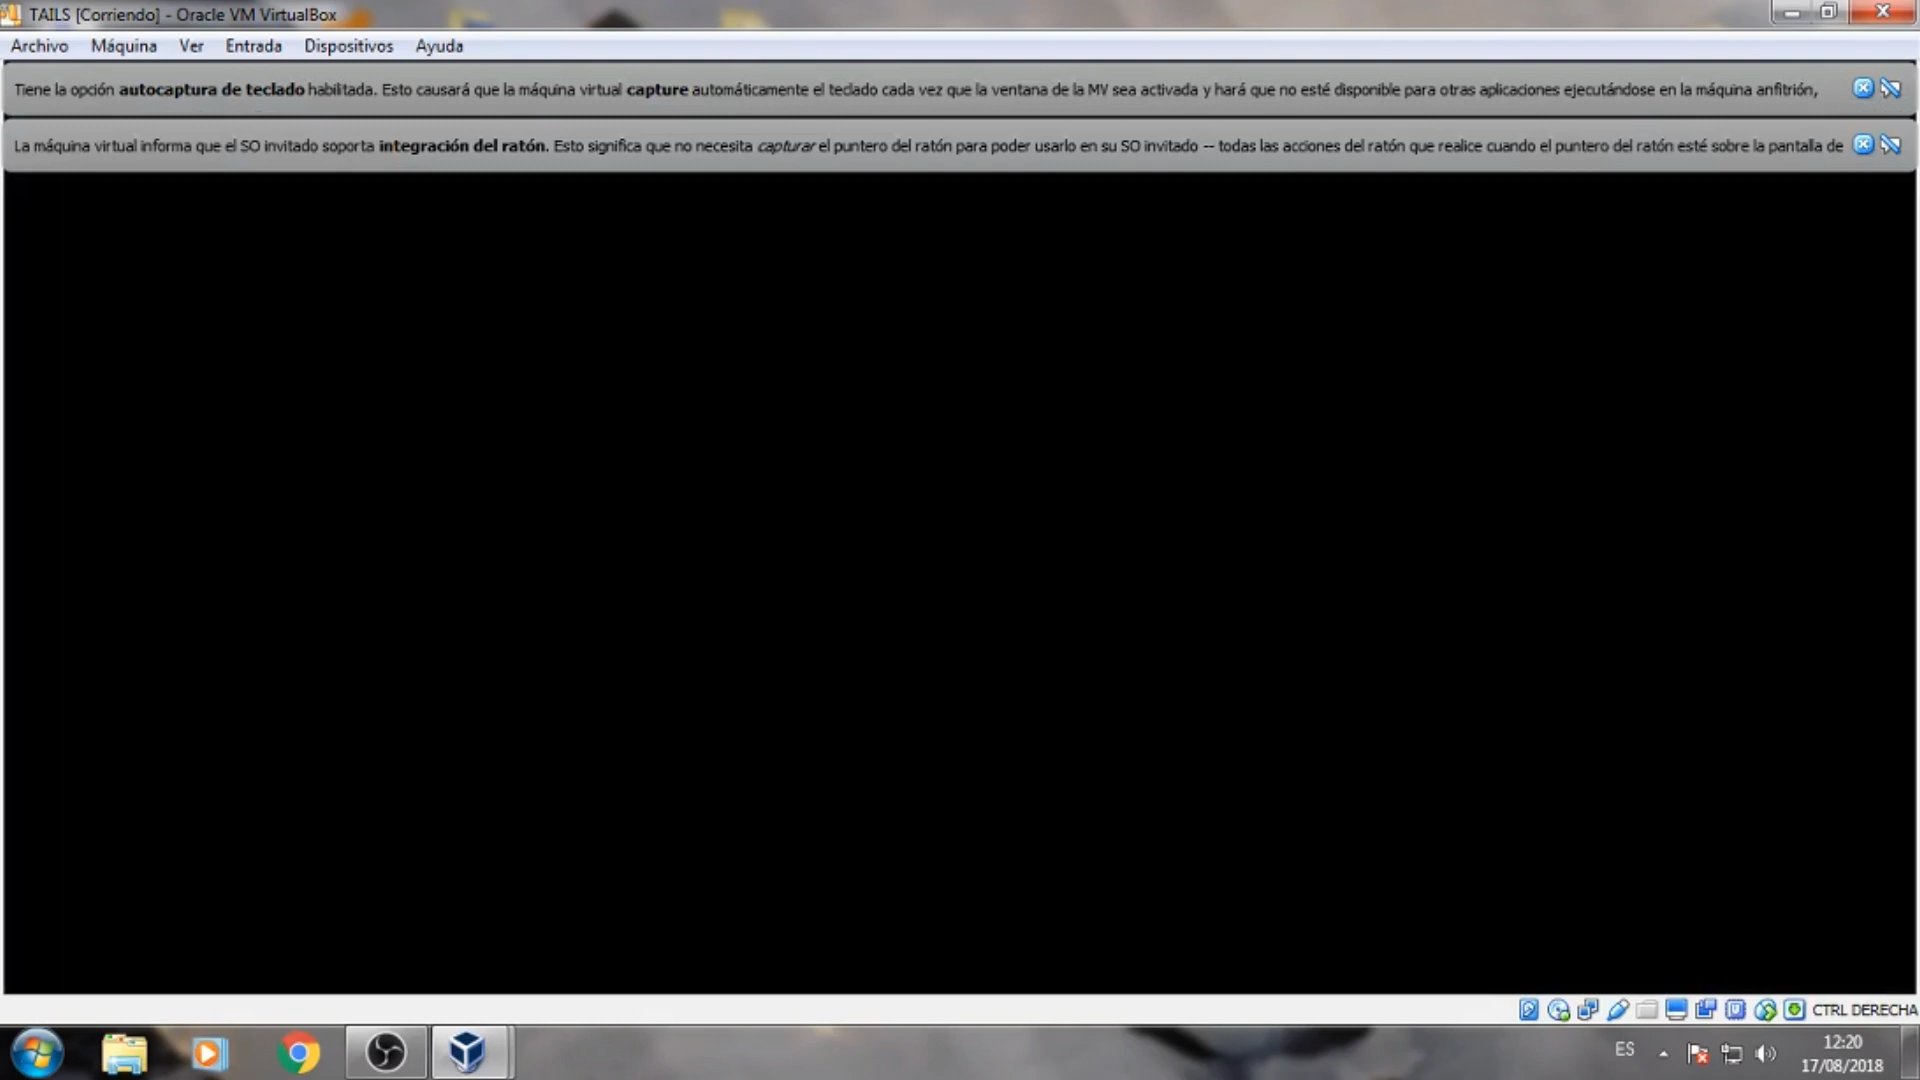 TAILS [Corriendo] - Oracle VM VirtualBox
Archivo Máquina Ver Entrada Dispositivos Ayuda
Tiene la opción autocaptura de teclado habilitada. Esto causará que la máquina virtual capture automáticamente el teclado cada vez que la ventana de la MV sea activada y hará que no esté disponible para otras aplicaciones ejecutándose en la máquina anfitrión,
La máquina virtual informa que el SO invitado soporta integración del ratón. Esto significa que no necesita capturar el puntero del ratón para poder usarlo en su SO invitado -- todas las acciones del ratón que realice cuando el puntero del ratón esté sobre la pantalla de
CTRL DERECHA
ES
12:20
17/08/2018